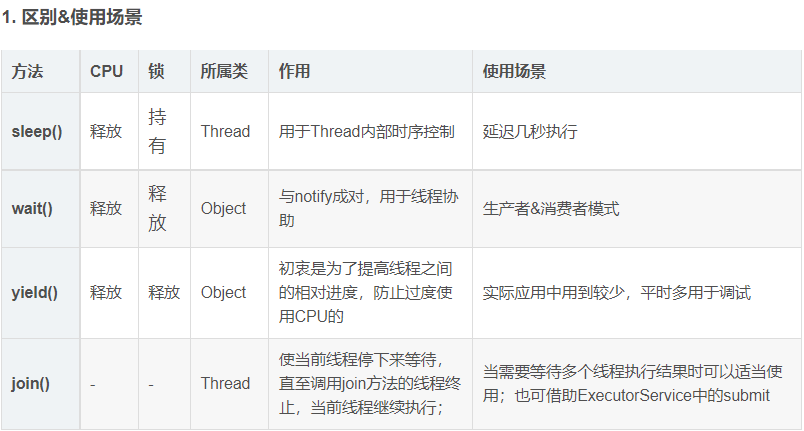 1. 区别&使用场景
方法 CPU 锁 所属类 作用 使用场景
sleep() 释放 持有 Thread 用于Thread内部时序控制 延迟几秒执行
wait() 释放 释放 Object 与notify成对，用于线程协助 生产者&消费者模式
yield() 释放 释放 Object 初衷是为了提高线程之间的相对进度，防止过度使用CPU的 实际应用中用到较少，平时多用于调试
join() - - Thread 使当前线程停下来等待，直至调用join方法的线程终止，当前线程继续执行； 当需要等待多个线程执行结果时可以适当使用；也可借助ExecutorService中的submit